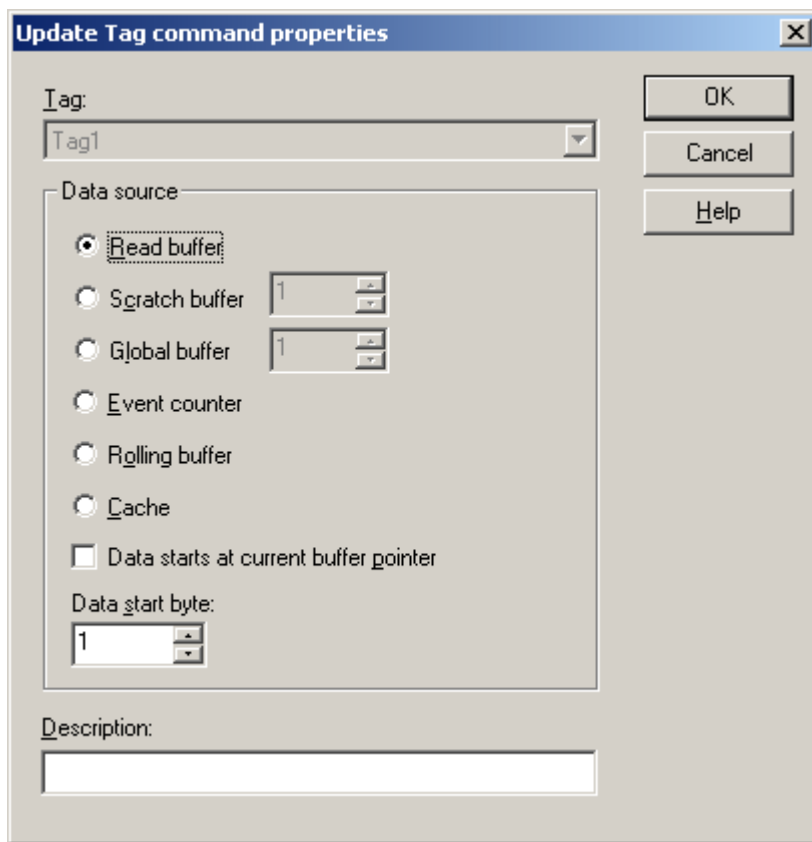 Update Tag command properties
Tag:
Tag1
OK
Cancel
Help
Data source
Read buffer
Scratch buffer 1
Global buffer 1
Event counter
Rolling buffer
Cache
Data starts at current buffer pointer
Data start byte:
1
Description: